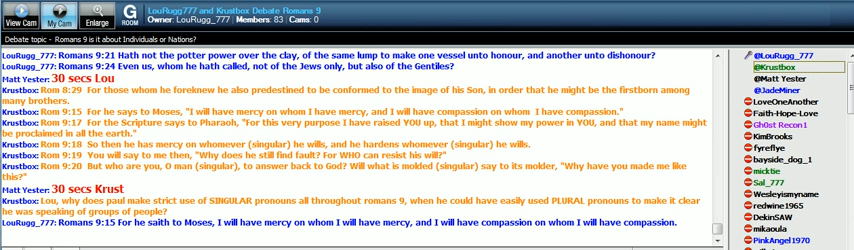 LouRugg777 and Krustbox Debate Romans 9
Owner: LouRugg_777 | Members: 83 | Cams: 0
View Cam
My Cam
Enlarge
G
ROOM
Debate topic - Romans 9 is it about Individuals or Nations?
LouRugg_777: Romans 9:21 Hath not the potter power over the clay, of the same lump to make one vessel unto honour, and another unto dishonour?
LouRugg_777: Romans 9:24 Even us, whom he hath called, not of the Jews only, but also of the Gentiles?
Matt Yester: 30 secs Lou
Krustbox: Rom 8:29 For those whom he foreknew he also predestined to be conformed to the image of his Son, in order that he might be the firstborn among
many brothers.
Krustbox: Rom 9:15 For he says to Moses, "I will have mercy on whom I have mercy, and I will have compassion on whom I have compassion."
Krustbox: Rom 9:17 For the Scripture says to Pharaoh, "For this very purpose I have raised YOU up, that I might show my power in YOU, and that my name might
be proclaimed in all the earth."
Krustbox: Rom 9:18 So then he has mercy on whomever (singular) he wills, and he hardens whomever (singular) he wills.
Krustbox: Rom 9:19 You will say to me then, "Why does he still find fault? For WHO can resist his will?"
Krustbox: Rom 9:20 But who are you, O man (singular), to answer back to God? Will what is molded (singular) say to its molder, "Why have you made me like
this?"
Matt Yester: 30 secs Krust
Krustbox: Lou, why does paul make strict use of SINGULAR pronouns all throughout romans 9, when he could have easily used PLURAL pronouns to make it clear
he was speaking of groups of people?
LouRugg_777: Romans 9:15 For he saith to Moses, I will have mercy on whom I will have mercy, and I will have compassion on whom I will have compassion.
@LouRugg_777
@Krustbox
@Matt Yester
@JadeMiner
LoveOneAnother
Faith-Hope-Love
Gh0st Recon1
KimBrooks
fyreflye
bayside_dog_1
micktie
Sal_777
Wesleyismyname
redwine1965
DekinSAW
mikaoula
PinkAngel1970